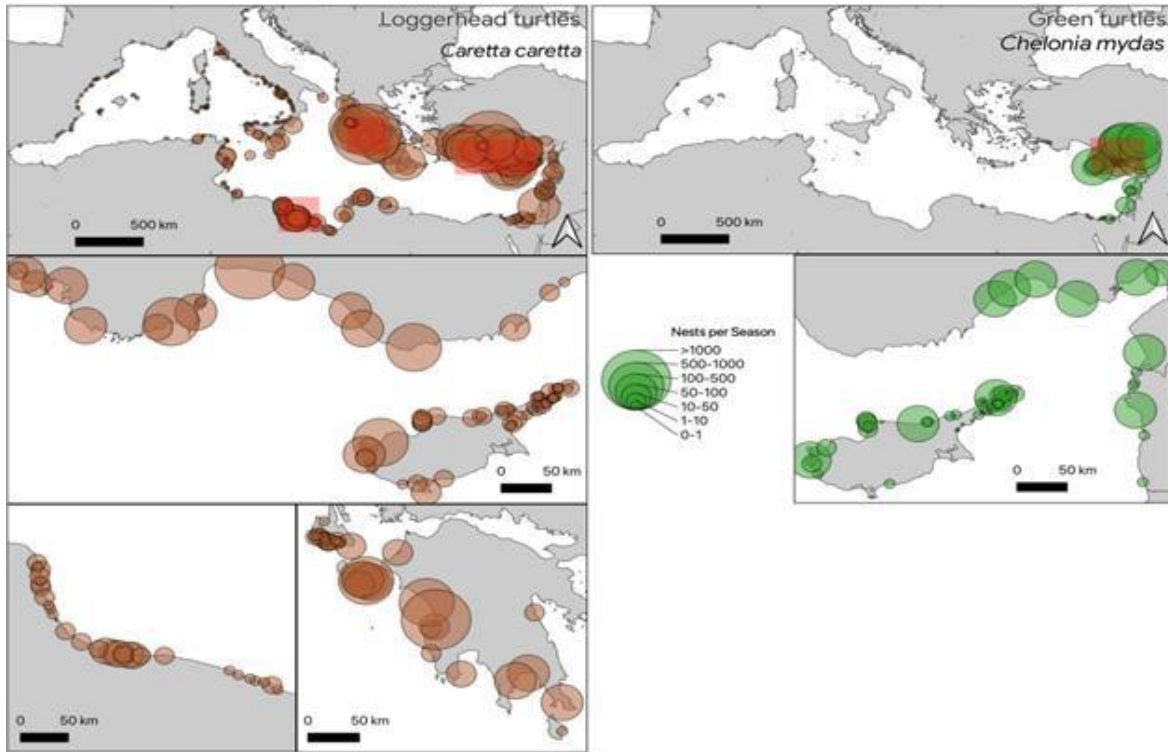 Loggerhead turtles
Caretta caretta
0 500 km
Green turtles
Chelonia mydas
0 500 km
0 50 km
Nests per Season
>1000
500-1000
100-500
50-100
10-50
1-10
0-1
0 50 km
0 50 km
0 50 km